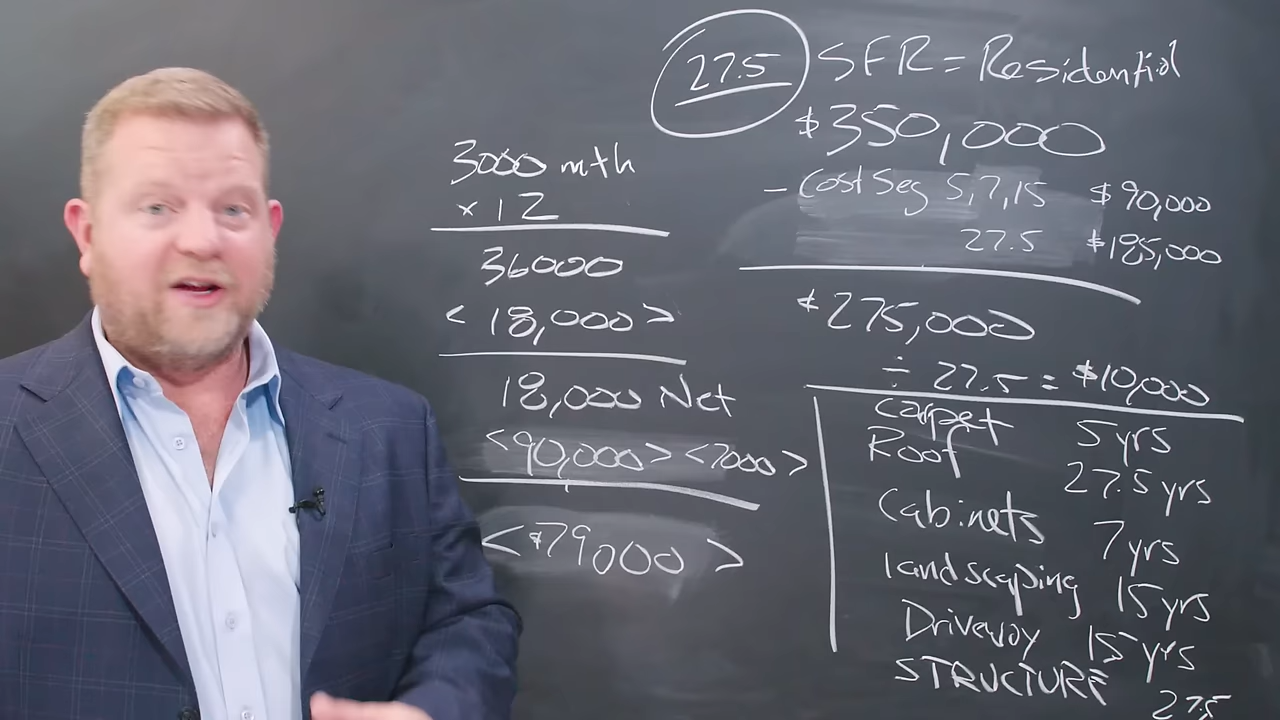 27.5 SFR = Residential
$350,000
- Cost Seg 5,7,15 $90,000
27.5 $185,000
$275,000
÷ 27.5 = $10,000
3000 mth
x 12
36000
<18,000>
18,000 Net
<90,000> <7000>
<$79000>
Carpet 5 yrs
Roof 27.5 yrs
Cabinets 7 yrs
landscaping 15 yrs
Driveway 15 yrs
STRUCTURE 27.5